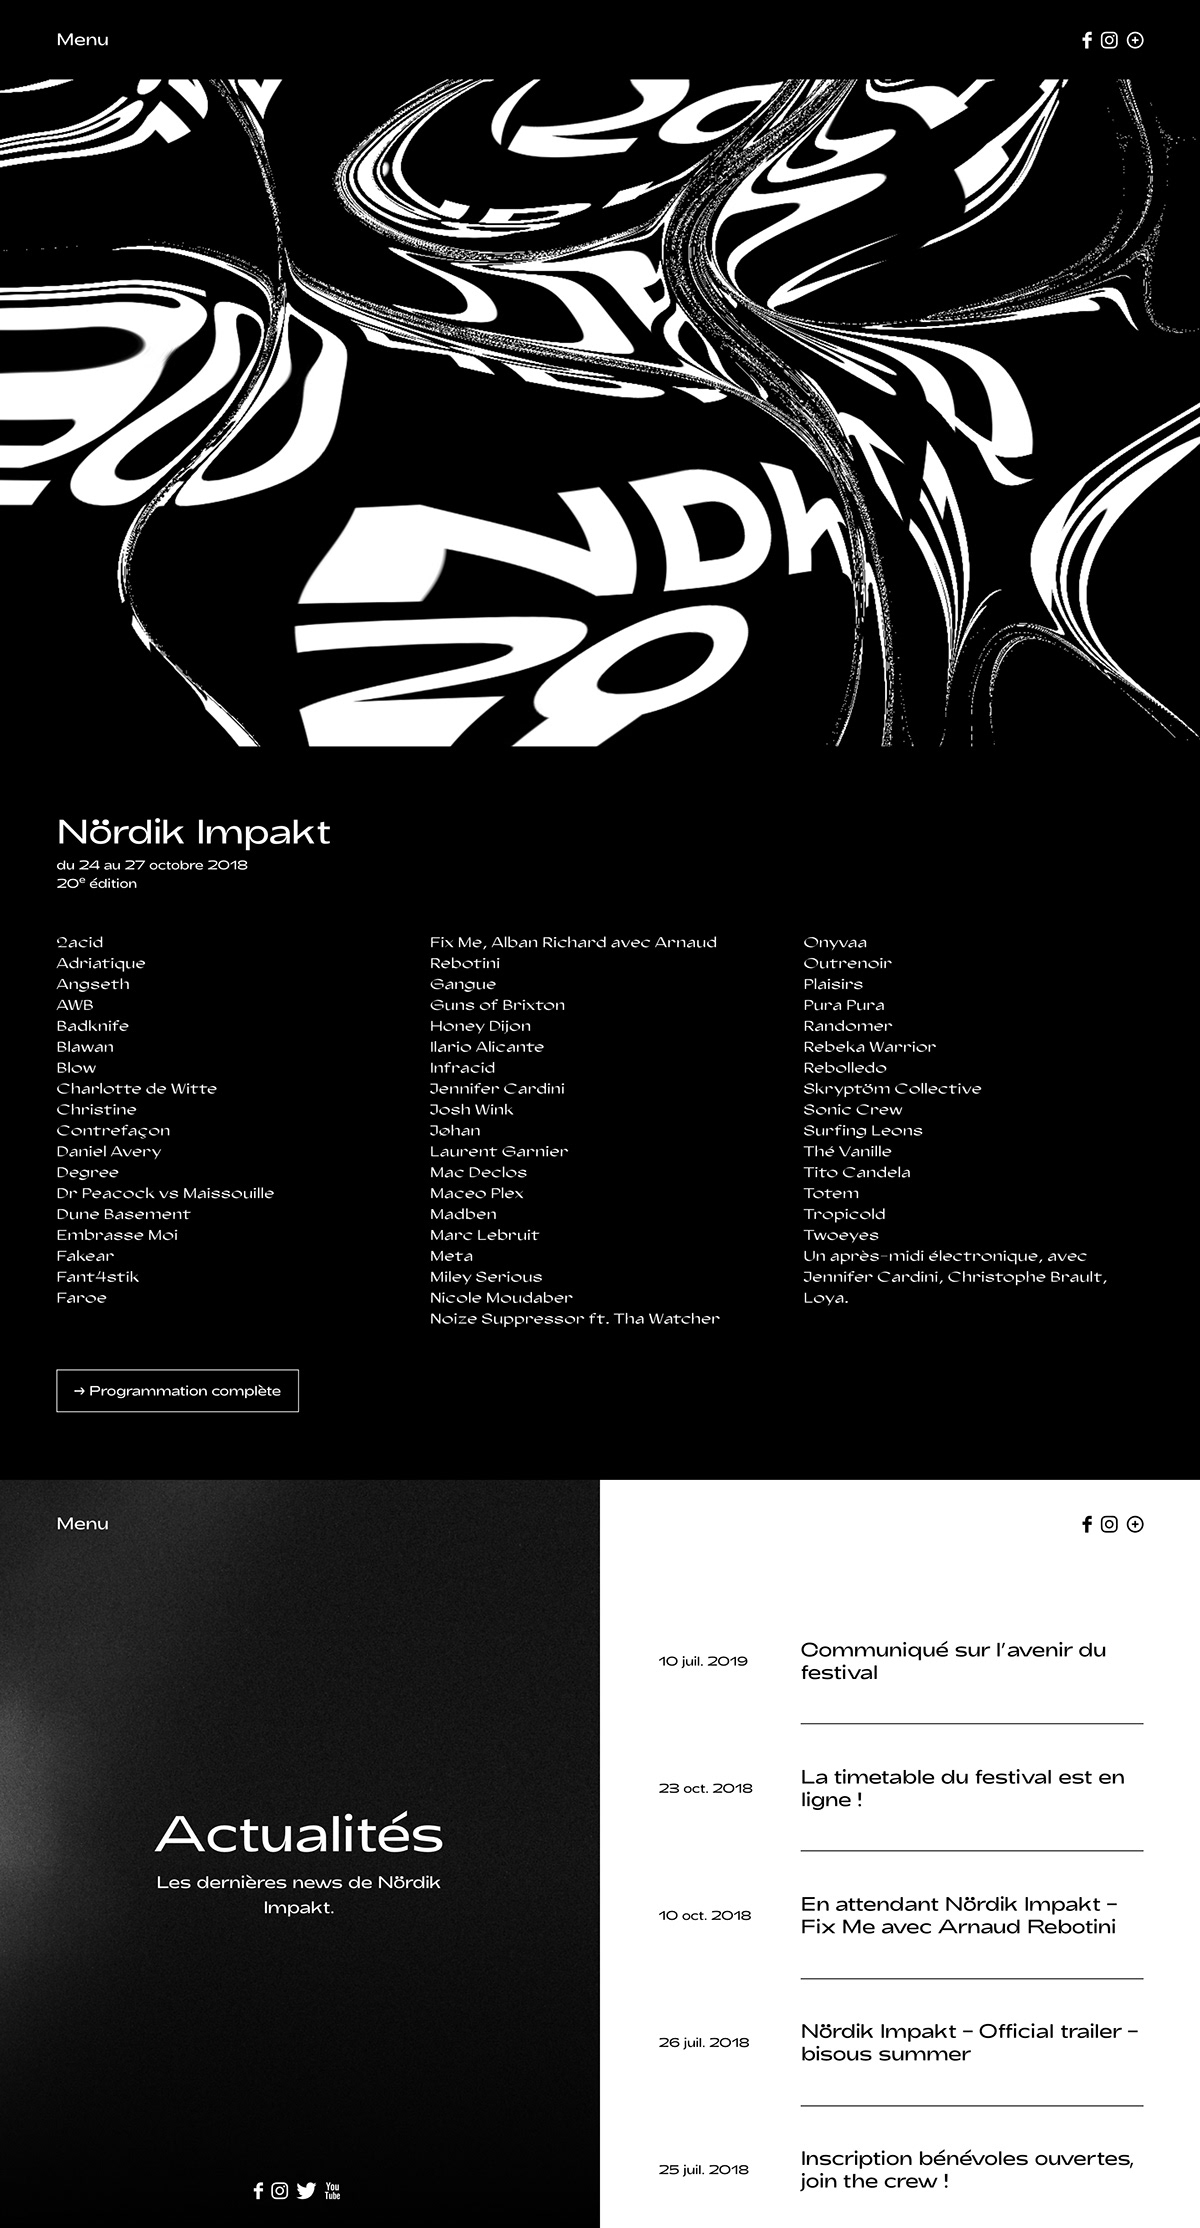 Menu
NDK
20
Nördik Impakt
du 24 au 27 octobre 2018
20e édition
2acid
Adriatique
Angseth
AWB
Badknife
Blawan
Blow
Charlotte de Witte
Christine
Contrefaçon
Daniel Avery
Degree
Dr Peacock vs Maissouille
Dune Basement
Embrasse Moi
Fakear
Fant4stik
Faroe
Fix Me, Alban Richard avec Arnaud
Rebotini
Gangue
Guns of Brixton
Honey Dijon
Ilario Alicante
Infracid
Jennifer Cardini
Josh Wink
Jøhan
Laurent Garnier
Mac Declos
Maceo Plex
Madben
Marc Lebruit
Meta
Miley Serious
Nicole Moudaber
Noize Suppressor ft. Tha Watcher
Onyvaa
Outrenoir
Plaisirs
Pura Pura
Randomer
Rebeka Warrior
Rebolledo
Skryptöm Collective
Sonic Crew
Surfing Leons
Thé Vanille
Tito Candela
Totem
Tropicold
Twoeyes
Un après-midi électronique, avec
Jennifer Cardini, Christophe Brault,
Loya.
→ Programmation complète
Menu
Actualités
Les dernières news de Nördik
Impakt.
You
Tube
10 juil. 2019
Communiqué sur l’avenir du
festival
23 oct. 2018
La timetable du festival est en
ligne !
10 oct. 2018
En attendant Nördik Impakt –
Fix Me avec Arnaud Rebotini
26 juil. 2018
Nördik Impakt – Official trailer –
bisous summer
25 juil. 2018
Inscription bénévoles ouvertes,
join the crew !